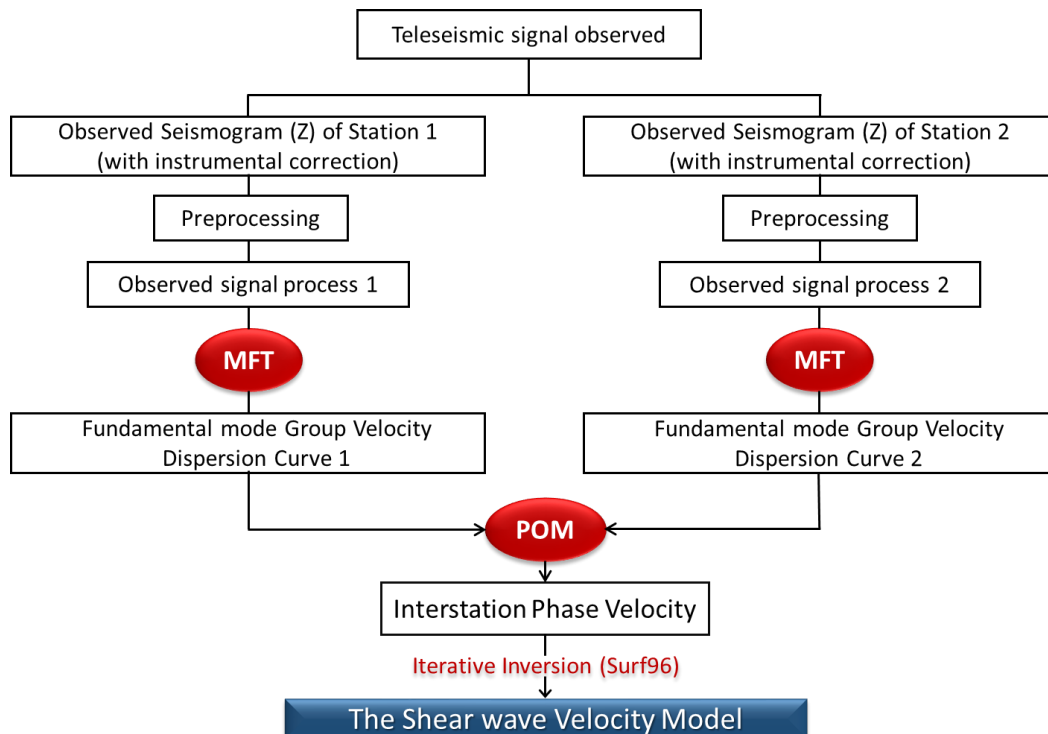 Teleseismic signal observed
Observed Seismogram (Z) of Station 1
(with instrumental correction)
Observed Seismogram (Z) of Station 2
(with instrumental correction)
Preprocessing
Preprocessing
Observed signal process 1
Observed signal process 2
MFT
MFT
Fundamental mode Group Velocity
Dispersion Curve 1
Fundamental mode Group Velocity
Dispersion Curve 2
POM
Interstation Phase Velocity
Iterative Inversion (Surf96)
The Shear wave Velocity Model